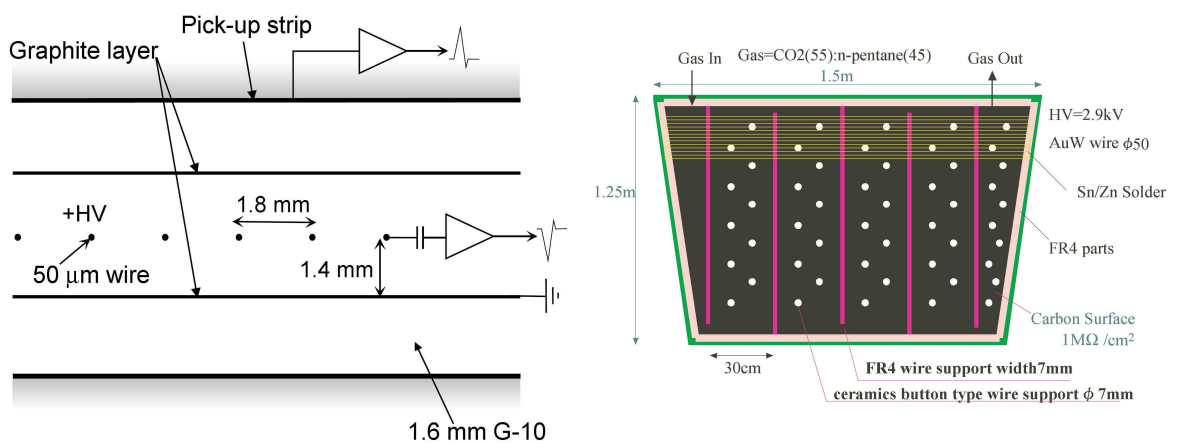 Pick-up strip
Graphite layer
+HV
1.8 mm
50 μm wire
1.4 mm
1.6 mm G-10
Gas=CO2(55):n-pentane(45)
Gas In
Gas Out
1.5m
HV=2.9kV
AuW wire ϕ50
1.25m
Sn/Zn Solder
FR4 parts
Carbon Surface
1MΩ /cm²
30cm
FR4 wire support width7mm
ceramics button type wire support ϕ 7mm